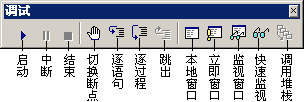 调试
启动
中断
结束
切换断点
逐语句
逐过程
跳出
本地窗口
立即窗口
监视窗口
快速监视
调用堆栈